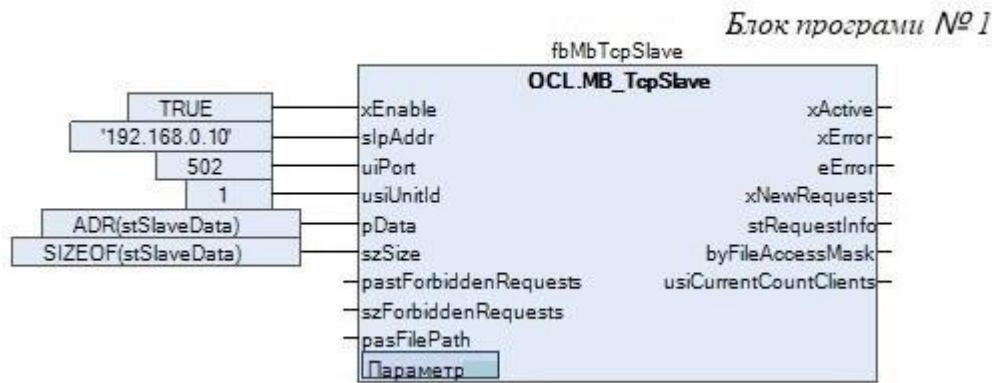 Блок програми № 1
fbMbTcpSlave
OCL.MB_TcpSlave
TRUE xEnable xActive
'192.168.0.10' sIpAddr xError
502 uiPort eError
1 usiUnitId xNewRequest
ADR(stSlaveData) pData stRequestInfo
SIZEOF(stSlaveData) szSize byFileAccessMask
pastForbiddenRequests usiCurrentCountClients
szForbiddenRequests
pasFilePath
Параметр